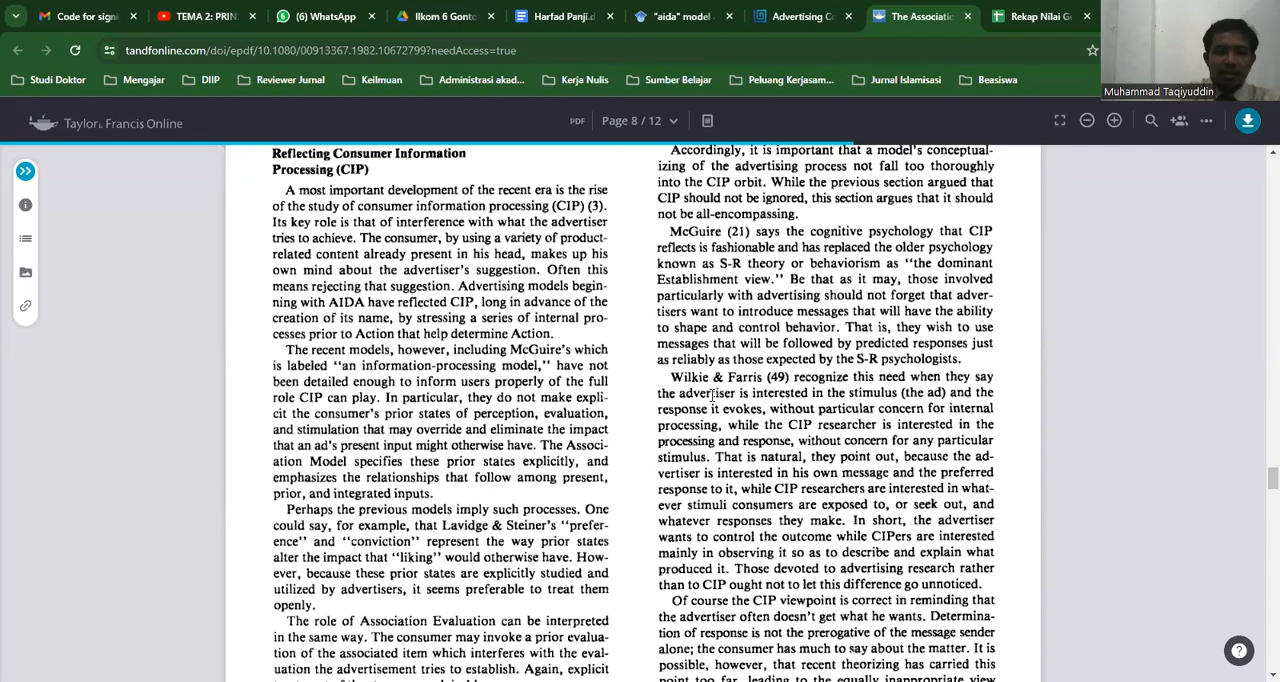 Code for signi
TEMA 2: PRIN
(6) WhatsApp
Ilkom 6 Gonto
Harfad Panji.d
"aida" model
Advertising Co
The Associatic
Rekap Nilai Ge
tandfonline.com/doi/epdf/10.1080/00913367.1982.10672799?needAccess=true
Studi Doktor
Mengajar
DIIP
Reviewer Jurnal
Keilmuan
Administrasi akad...
Kerja Nulis
Sumber Belajar
Peluang Kerjasam...
Jurnal Islamisasi
Beasiswa
Muhammad Taqiyuddin
Taylor & Francis Online
PDF
Page 8 / 12
Reflecting Consumer Information
Processing (CIP)
A most important development of the recent era is the rise
of the study of consumer information processing (CIP) (3).
Its key role is that of interference with what the advertiser
tries to achieve. The consumer, by using a variety of product-
related content already present in his head, makes up his
own mind about the advertiser's suggestion. Often this
means rejecting that suggestion. Advertising models begin-
ning with AIDA have reflected CIP, long in advance of the
creation of its name, by stressing a series of internal pro-
cesses prior to Action that help determine Action.
The recent models, however, including McGuire's which
is labeled "an information-processing model," have not
been detailed enough to inform users properly of the full
role CIP can play. In particular, they do not make expli-
cit the consumer's prior states of perception, evaluation,
and stimulation that may override and eliminate the impact
that an ad's present input might otherwise have. The Associ-
ation Model specifies these prior states explicitly, and
emphasizes the relationships that follow among present,
prior, and integrated inputs.
Perhaps the previous models imply such processes. One
could say, for example, that Lavidge & Steiner's "prefer-
ence" and "conviction" represent the way prior states
alter the impact that "liking" would otherwise have. How-
ever, because these prior states are explicitly studied and
utilized by advertisers, it seems preferable to treat them
openly.
The role of Association Evaluation can be interpreted
in the same way. The consumer may invoke a prior evalua-
tion of the associated item which interferes with the eval-
uation the advertisement tries to establish. Again, explicit
Accordingly, it is important that a model's conceptual-
izing of the advertising process not fall too thoroughly
into the CIP orbit. While the previous section argued that
CIP should not be ignored, this section argues that it should
not be all-encompassing.
McGuire (21) says the cognitive psychology that CIP
reflects is fashionable and has replaced the older psychology
known as S-R theory or behaviorism as "the dominant
Establishment view." Be that as it may, those involved
particularly with advertising should not forget that adver-
tisers want to introduce messages that will have the ability
to shape and control behavior. That is, they wish to use
messages that will be followed by predicted responses just
as reliably as those expected by the S-R psychologists.
Wilkie & Farris (49) recognize this need when they say
the advertiser is interested in the stimulus (the ad) and the
response it evokes, without particular concern for internal
processing, while the CIP researcher is interested in the
processing and response, without concern for any particular
stimulus. That is natural, they point out, because the ad-
vertiser is interested in his own message and the preferred
response to it, while CIP researchers are interested in what-
ever stimuli consumers are exposed to, or seek out, and
whatever responses they make. In short, the advertiser
wants to control the outcome while CIPers are interested
mainly in observing it so as to describe and explain what
produced it. Those devoted to advertising research rather
than to CIP ought not to let this difference go unnoticed.
Of course the CIP viewpoint is correct in reminding that
the advertiser often doesn't get what he wants. Determina-
tion of response is not the prerogative of the message sender
alone; the consumer has much to say about the matter. It is
possible, however, that recent theorizing has carried this
point too far, leading to the equally inappropriate view